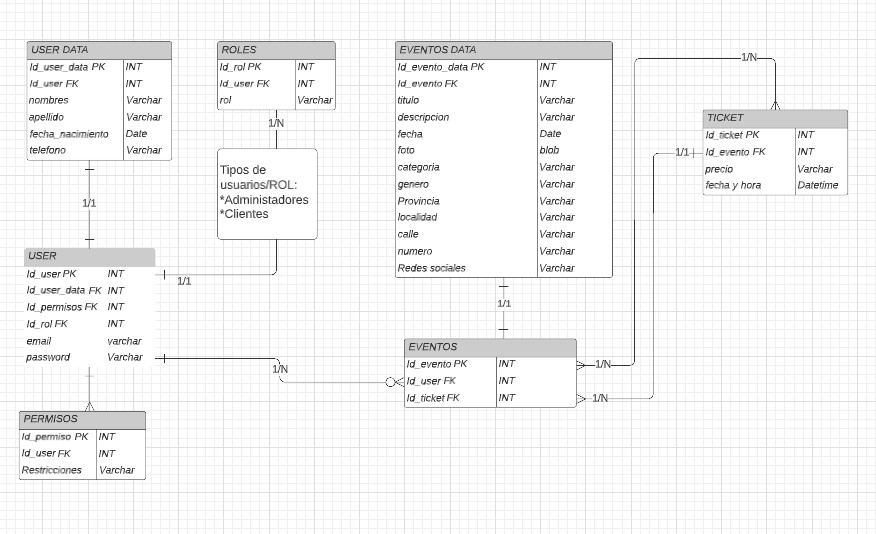 USER DATA
Id_user_data PK INT
Id_user FK INT
nombres Varchar
apellido Varchar
fecha_nacimiento Date
telefono Varchar
ROLES
Id_rol PK INT
Id_user FK INT
rol Varchar
1/N
Tipos de
usuarios/ROL:
*Administadores
*Clientes
1/1
1/1
USER
Id_user PK INT
Id_user_data FK INT
Id_permisos FK INT
Id_rol FK INT
email varchar
password Varchar
PERMISOS
Id_permiso PK INT
Id_user FK INT
Restricciones Varchar
1/N
EVENTOS DATA
Id_evento_data PK INT
Id_evento FK INT
titulo Varchar
descripcion Varchar
fecha Date
foto blob
categoria Varchar
genero Varchar
Provincia Varchar
localidad Varchar
calle Varchar
numero Varchar
Redes sociales Varchar
1/1
EVENTOS
Id_evento PK INT
Id_user FK INT
Id_ticket FK INT
1/N
1/N
1/N
1/1
TICKET
Id_ticket PK INT
Id_evento FK INT
precio Varchar
fecha y hora Datetime